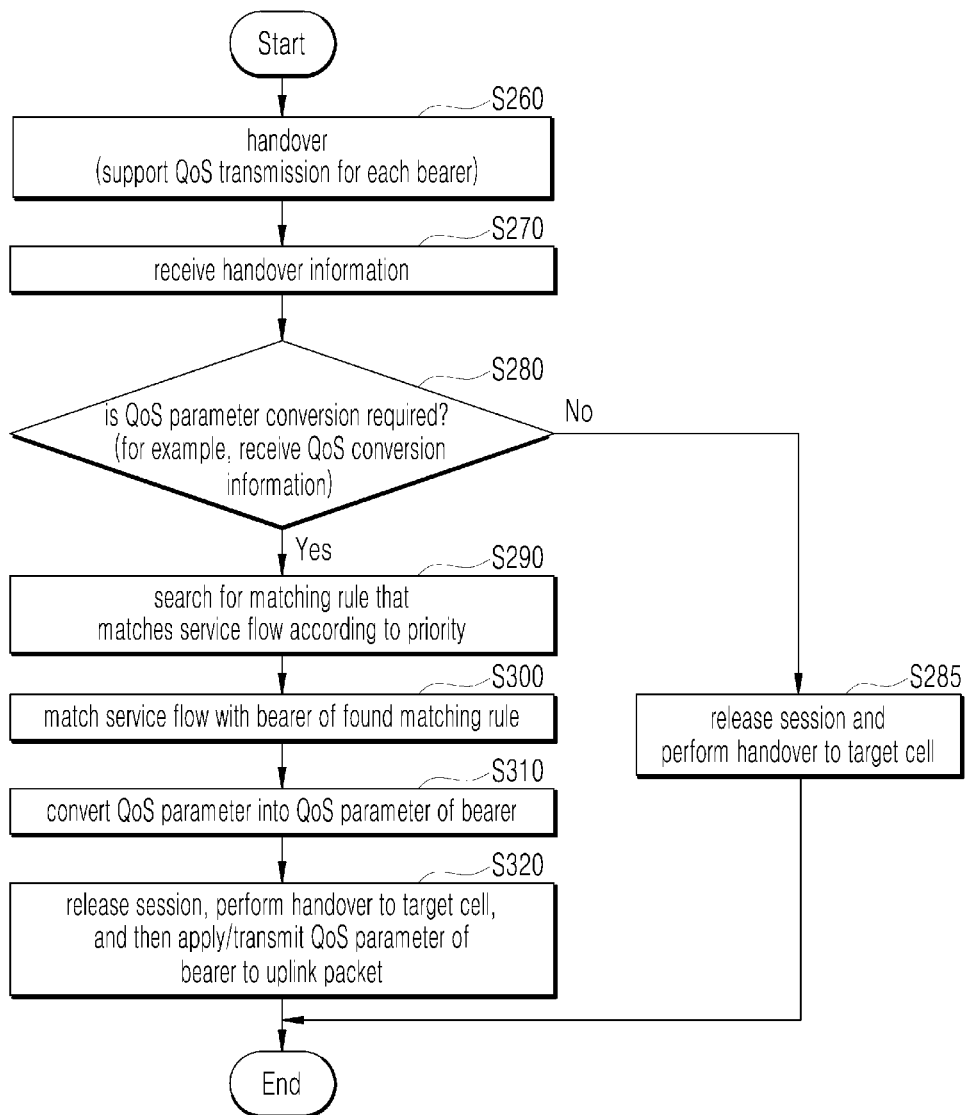 Start
S260
handover
(support QoS transmission for each bearer)
S270
receive handover information
S280
is QoS parameter conversion required?
(for example, receive QoS conversion
information)
No
Yes
S290
search for matching rule that
matches service flow according to priority
S300
match service flow with bearer of found matching rule
S285
release session and
perform handover to target cell
S310
convert QoS parameter into QoS parameter of bearer
S320
release session, perform handover to target cell,
and then apply/transmit QoS parameter of
bearer to uplink packet
End